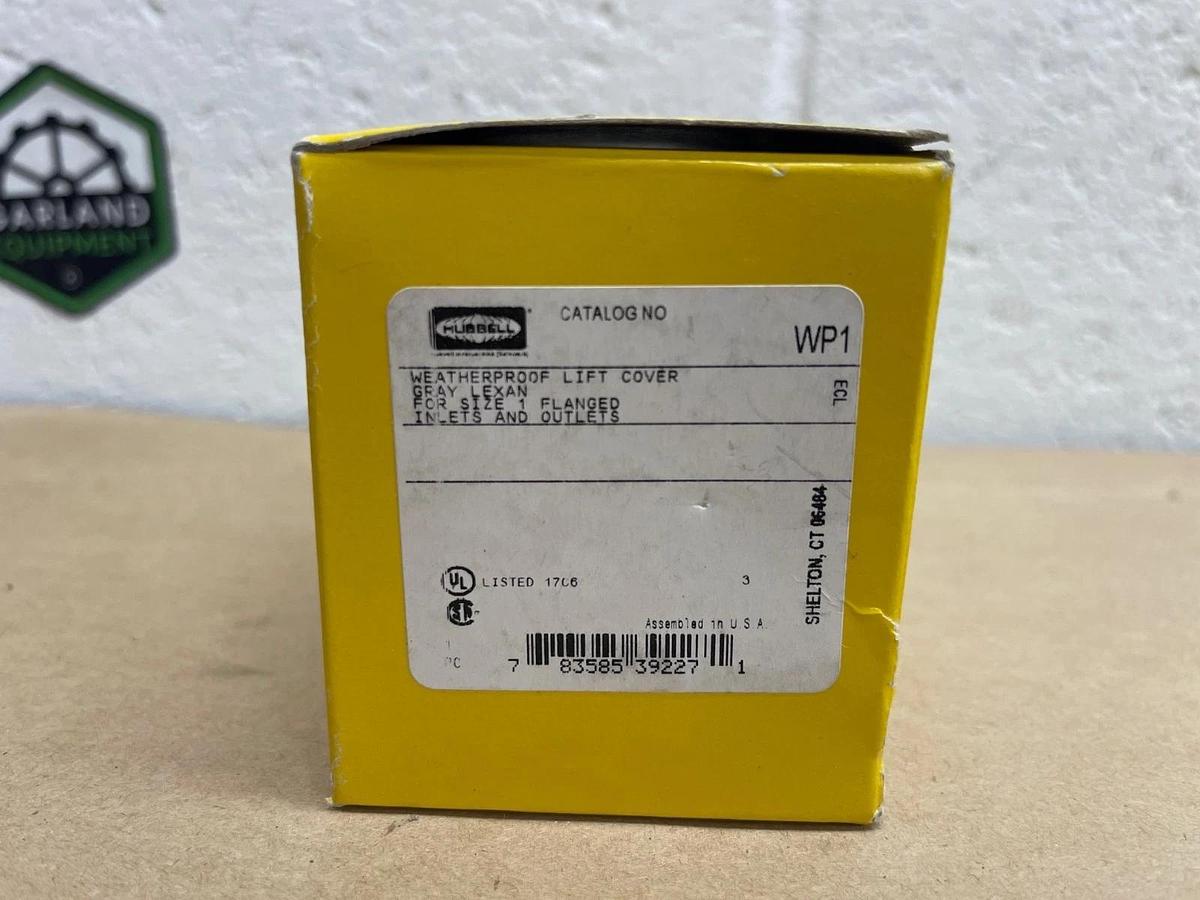 GARLAND
EQUIPMENT
HUBBELL
CATALOG NO
WP1
WEATHERPROOF LIFT COVER
GRAY LEXAN
FOR SIZE 1 FLANGED
INLETS AND OUTLETS
ECL
SHELTON, CT 06484
UL LISTED 1706 3
Assembled in U.S.A.
7 83585 39227 1